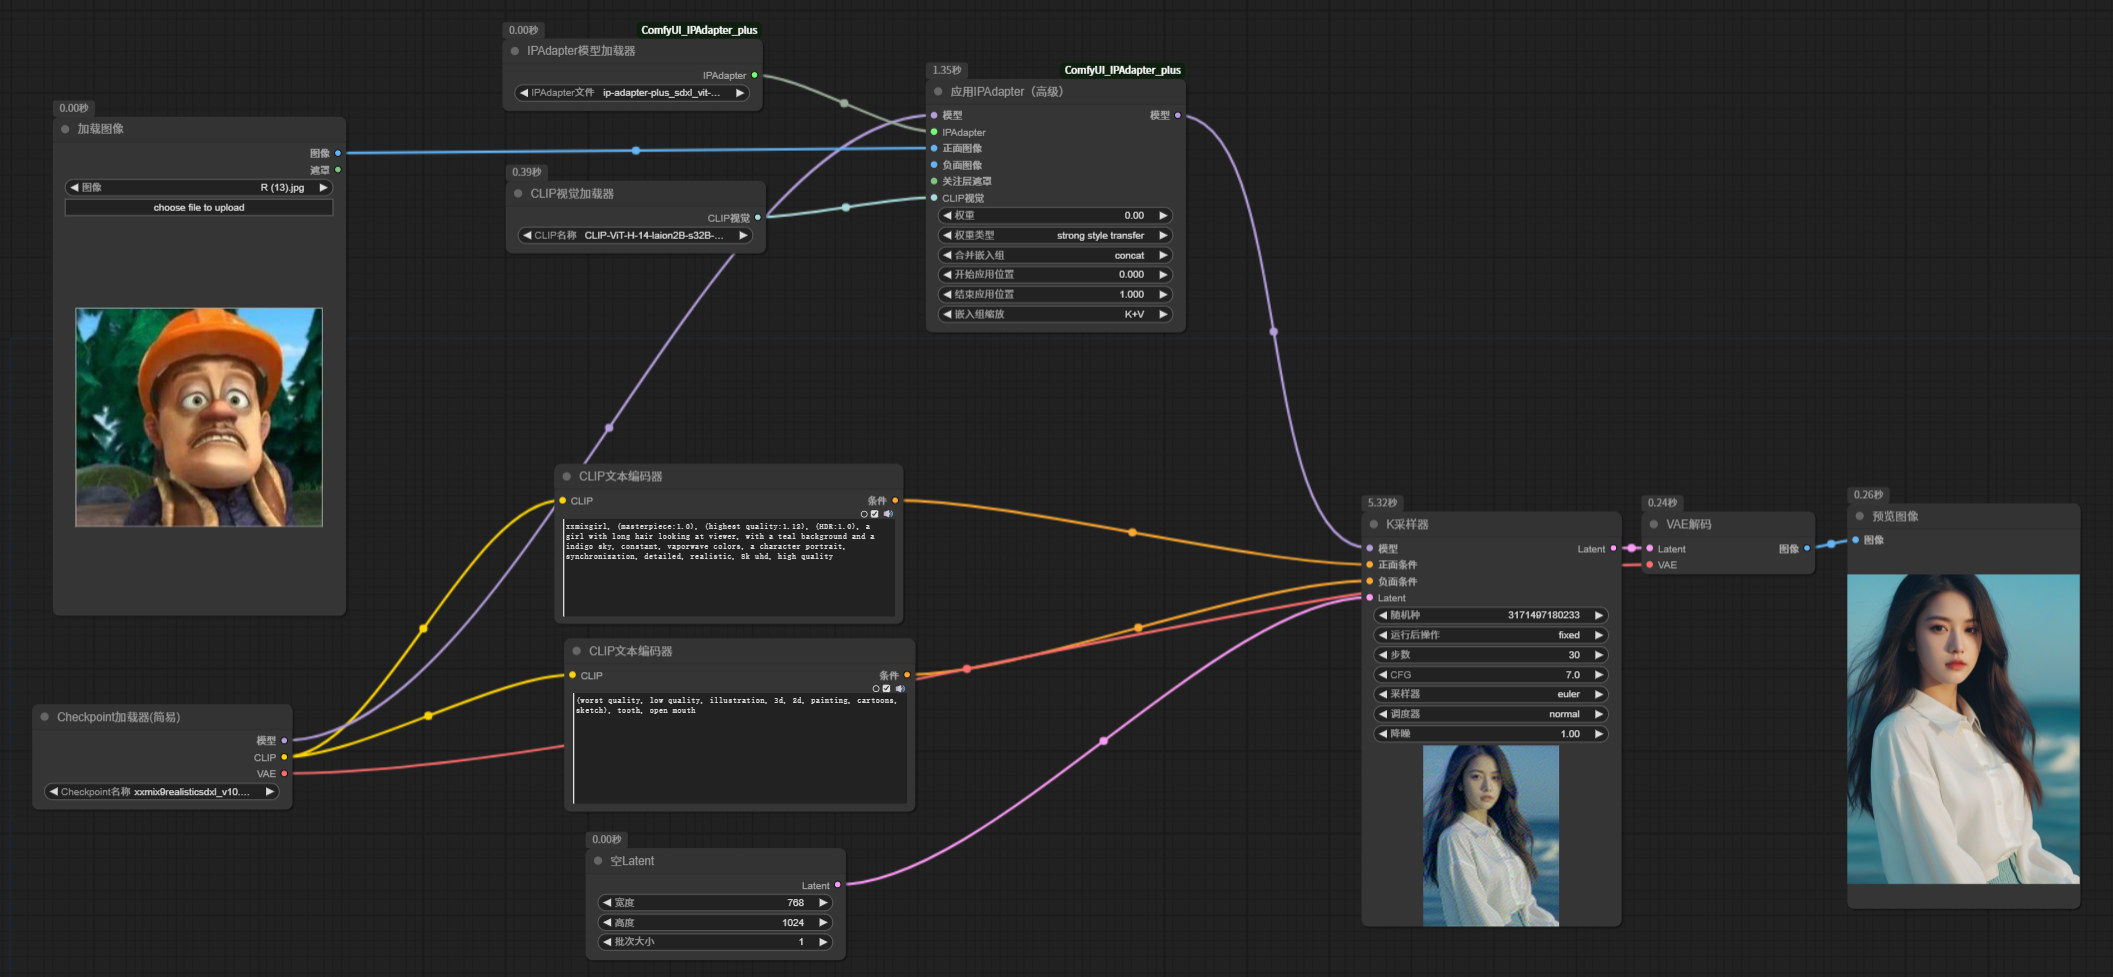 0.00秒
加载图像
图像
遮罩
图像 R (13).jpg
choose file to upload
0.00秒
ComfyUI_IPAdapter_plus
IPAdapter模型加载器
IPAdapter
IPAdapter文件 ip-adapter-plus_sdxl_vit-...
0.39秒
CLIP视觉加载器
CLIP视觉
CLIP名称 CLIP-ViT-H-14-laion2B-s32B-...
1.35秒
ComfyUI_IPAdapter_plus
应用IPAdapter（高级）
模型 模型
IPAdapter
正面图像
负面图像
关注层遮罩
CLIP视觉
权重 0.00
权重类型 strong style transfer
合并嵌入组 concat
开始应用位置 0.000
结束应用位置 1.000
嵌入组缩放 K+V
CLIP文本编码器
CLIP 条件
xxmixgirl, (masterpiece:1.0), (highest quality:1.12), (HDR:1.0), a
girl with long hair looking at viewer, with a teal background and a
indigo sky, constant, vaporwave colors, a character portrait,
synchronization, detailed, realistic, 8k uhd, high quality
CLIP文本编码器
CLIP 条件
(worst quality, low quality, illustration, 3d, 2d, painting, cartoons,
sketch), tooth, open mouth
Checkpoint加载器(简易)
模型
CLIP
VAE
Checkpoint名称 xxmix9realisticsdxl_v10....
0.00秒
空Latent
Latent
宽度 768
高度 1024
批次大小 1
5.32秒
K采样器
模型 Latent
正面条件
负面条件
Latent
随机种 3171497180233
运行后操作 fixed
步数 30
CFG 7.0
采样器 euler
调度器 normal
降噪 1.00
0.24秒
VAE解码
Latent 图像
VAE
0.26秒
预览图像
图像